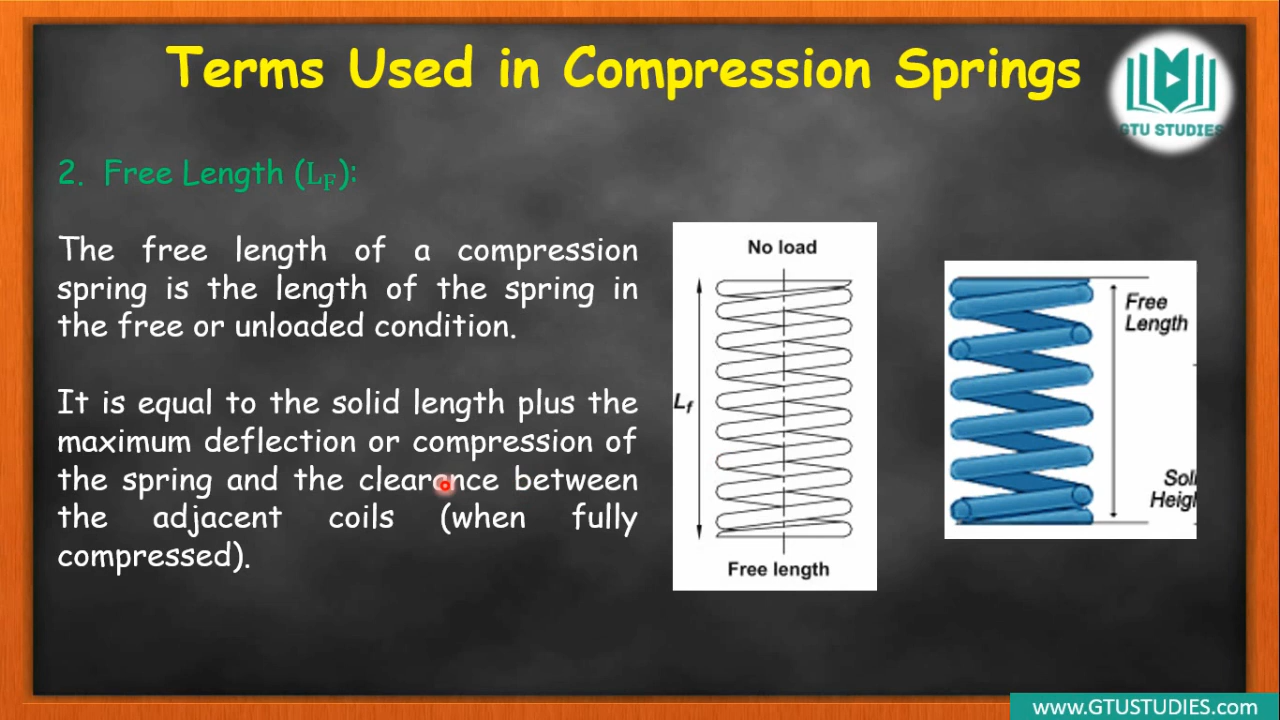 Terms Used in Compression Springs
GTU STUDIES
2. Free Length (L_F):
The free length of a compression
spring is the length of the spring in
the free or unloaded condition.
It is equal to the solid length plus the
maximum deflection or compression of
the spring and the clearance between
the adjacent coils (when fully
compressed).
No load
L_f
Free length
Free
Length
www.GTUSTUDIES.com